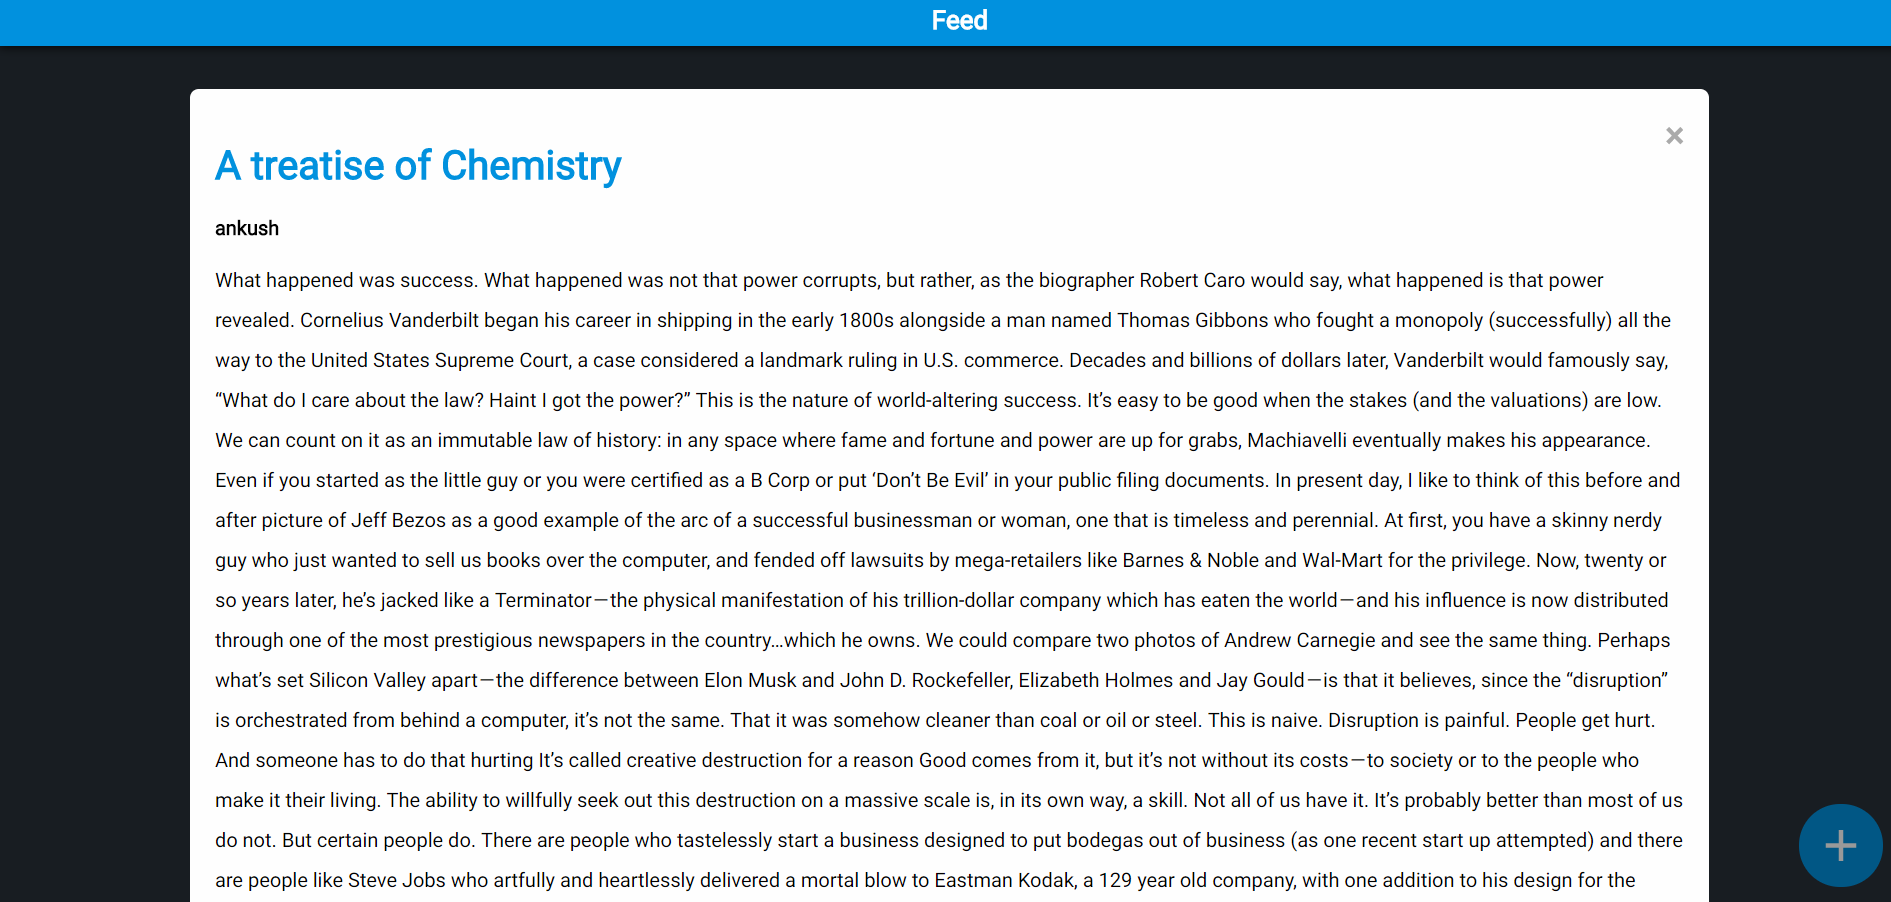 Feed
×
A treatise of Chemistry
ankush
What happened was success. What happened was not that power corrupts, but rather, as the biographer Robert Caro would say, what happened is that power
revealed. Cornelius Vanderbilt began his career in shipping in the early 1800s alongside a man named Thomas Gibbons who fought a monopoly (successfully) all the
way to the United States Supreme Court, a case considered a landmark ruling in U.S. commerce. Decades and billions of dollars later, Vanderbilt would famously say,
“What do I care about the law? Haint I got the power?” This is the nature of world-altering success. It’s easy to be good when the stakes (and the valuations) are low.
We can count on it as an immutable law of history: in any space where fame and fortune and power are up for grabs, Machiavelli eventually makes his appearance.
Even if you started as the little guy or you were certified as a B Corp or put ‘Don’t Be Evil’ in your public filing documents. In present day, I like to think of this before and
after picture of Jeff Bezos as a good example of the arc of a successful businessman or woman, one that is timeless and perennial. At first, you have a skinny nerdy
guy who just wanted to sell us books over the computer, and fended off lawsuits by mega-retailers like Barnes & Noble and Wal-Mart for the privilege. Now, twenty or
so years later, he’s jacked like a Terminator—the physical manifestation of his trillion-dollar company which has eaten the world—and his influence is now distributed
through one of the most prestigious newspapers in the country…which he owns. We could compare two photos of Andrew Carnegie and see the same thing. Perhaps
what’s set Silicon Valley apart—the difference between Elon Musk and John D. Rockefeller, Elizabeth Holmes and Jay Gould—is that it believes, since the “disruption”
is orchestrated from behind a computer, it’s not the same. That it was somehow cleaner than coal or oil or steel. This is naive. Disruption is painful. People get hurt.
And someone has to do that hurting It’s called creative destruction for a reason Good comes from it, but it’s not without its costs—to society or to the people who
make it their living. The ability to willfully seek out this destruction on a massive scale is, in its own way, a skill. Not all of us have it. It’s probably better than most of us
do not. But certain people do. There are people who tastelessly start a business designed to put bodegas out of business (as one recent start up attempted) and there
are people like Steve Jobs who artfully and heartlessly delivered a mortal blow to Eastman Kodak, a 129 year old company, with one addition to his design for the
+